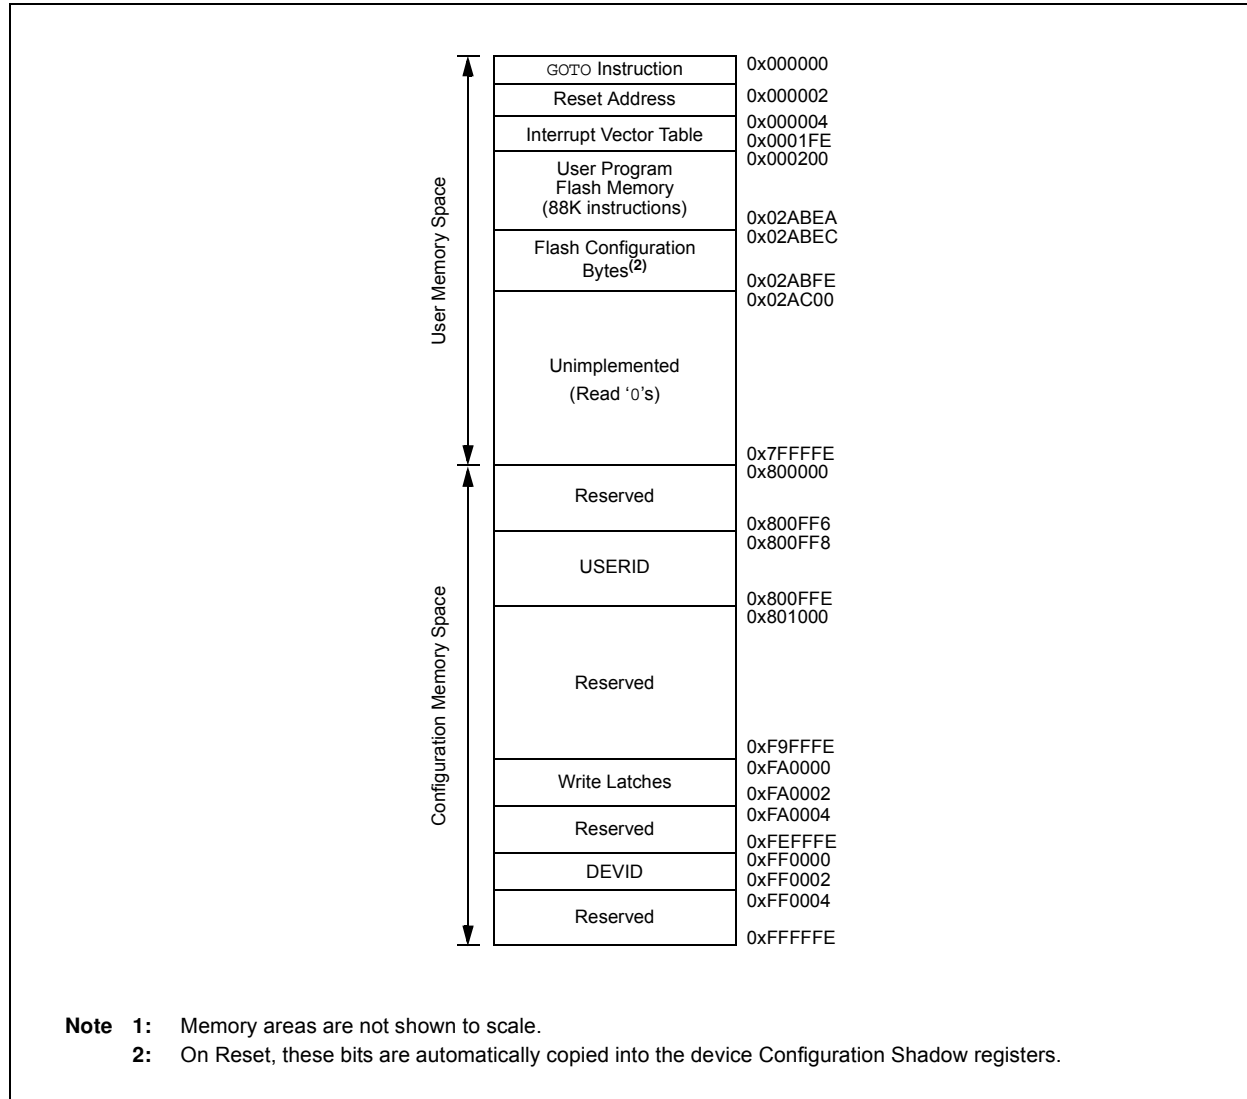 GOTO Instruction 0x000000
Reset Address 0x000002
0x000004
Interrupt Vector Table 0x0001FE
0x000200
User Program
Flash Memory
(88K instructions)
0x02ABEA
0x02ABEC
Flash Configuration
Bytes(2)
0x02ABFE
0x02AC00
User Memory Space
Unimplemented
(Read ‘0’s)
0x7FFFFE
0x800000
Reserved
0x800FF6
0x800FF8
USERID
0x800FFE
0x801000
Configuration Memory Space
Reserved
0xF9FFFE
0xFA0000
Write Latches
0xFA0002
0xFA0004
Reserved
0xFEFFFE
0xFF0000
DEVID
0xFF0002
0xFF0004
Reserved
0xFFFFFE
Note 1: Memory areas are not shown to scale.
2: On Reset, these bits are automatically copied into the device Configuration Shadow registers.